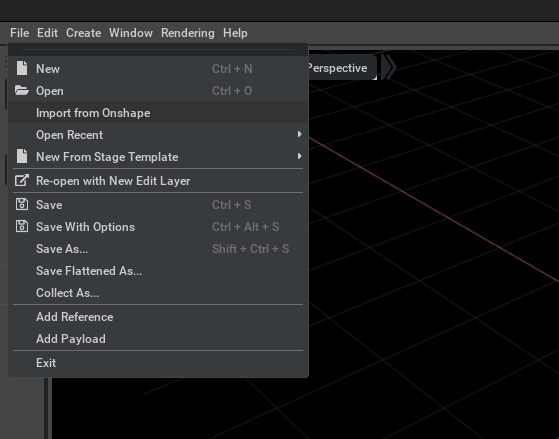 File Edit Create Window Rendering Help
Perspective
New Ctrl + N
Open Ctrl + O
Import from Onshape
Open Recent
New From Stage Template
Re-open with New Edit Layer
Save Ctrl + S
Save With Options Ctrl + Alt + S
Save As... Shift + Ctrl + S
Save Flattened As...
Collect As...
Add Reference
Add Payload
Exit